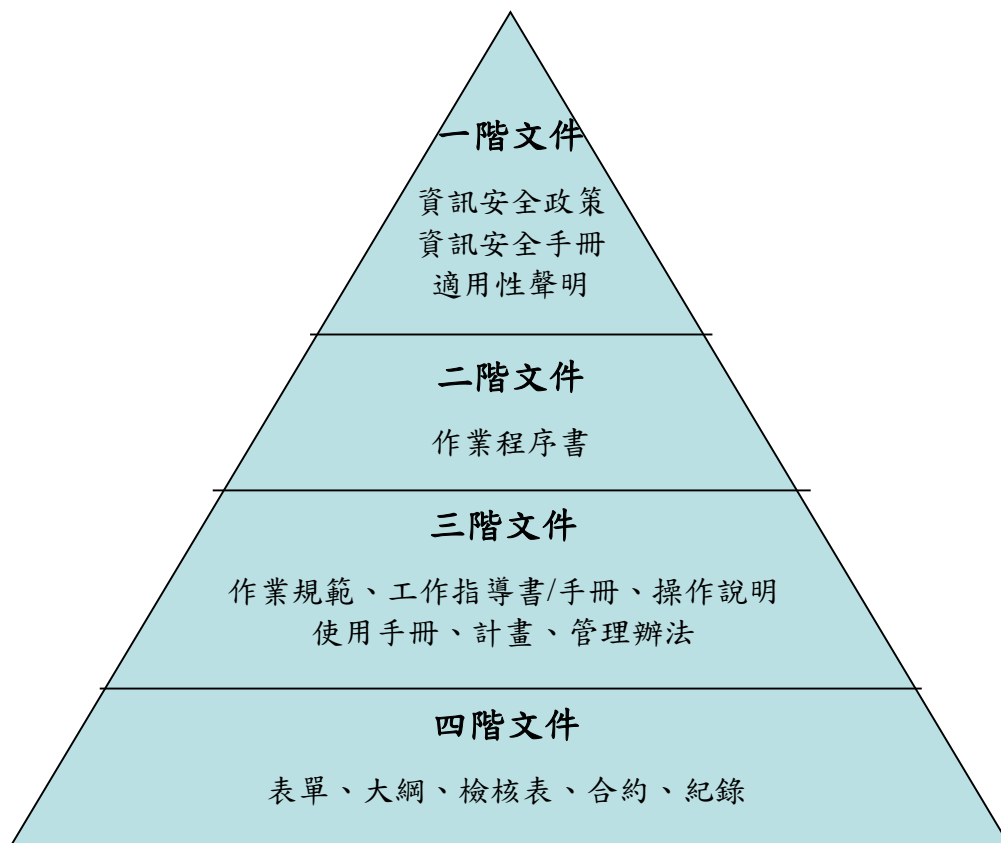 一階文件
資訊安全政策
資訊安全手冊
適用性聲明
二階文件
作業程序書
三階文件
作業規範、工作指導書/手冊、操作說明
使用手冊、計畫、管理辦法
四階文件
表單、大綱、檢核表、合約、紀錄